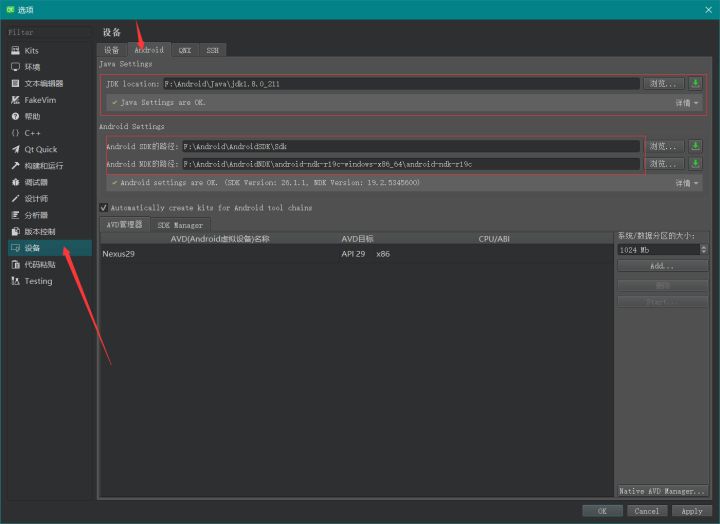 选项
Filter
Kits
环境
文本编辑器
FakeVim
帮助
{} C++
Qt Quick
构建和运行
调试器
设计师
分析器
版本控制
设备
代码粘贴
Testing
设备
设备 Android QNX SSH
Java Settings
JDK location: F:\Android\Java\jdk1.8.0_211 浏览...
Java Settings are OK. 详情
Android Settings
Android SDK的路径: F:\Android\AndroidSDK\Sdk 浏览...
Android NDK的路径: F:\Android\AndroidNDK\android-ndk-r19c-windows-x86_64\android-ndk-r19c 浏览...
Android settings are OK. (SDK Version: 26.1.1, NDK Version: 19.2.5345600) 详情
Automatically create kits for Android tool chains
AVD管理器 SDK Manager
AVD(Android虚拟设备)名称 AVD目标 CPU/ABI
Nexus29 API 29 x86
系统/数据分区的大小:
1024 Mb
Add...
删除
Start...
Native AVD Manager...
OK Cancel Apply